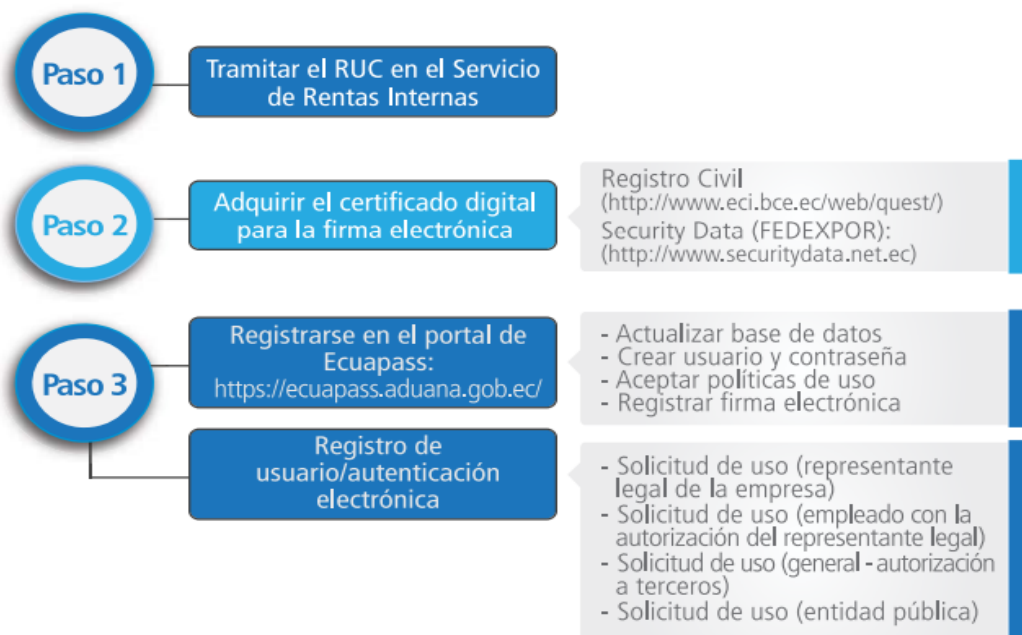 Paso 1
Tramitar el RUC en el Servicio
de Rentas Internas
Paso 2
Adquirir el certificado digital
para la firma electrónica
Registro Civil
(http://www.eci.bce.ec/web/quest/)
Security Data (FEDEXPOR):
(http://www.securitydata.net.ec)
Paso 3
Registrarse en el portal de
Ecuapass:
https://ecuapass.aduana.gob.ec/
- Actualizar base de datos
- Crear usuario y contraseña
- Aceptar políticas de uso
- Registrar firma electrónica
Registro de
usuario/autenticación
electrónica
- Solicitud de uso (representante
legal de la empresa)
- Solicitud de uso (empleado con la
autorización del representante legal)
- Solicitud de uso (general - autorización
a terceros)
- Solicitud de uso (entidad pública)